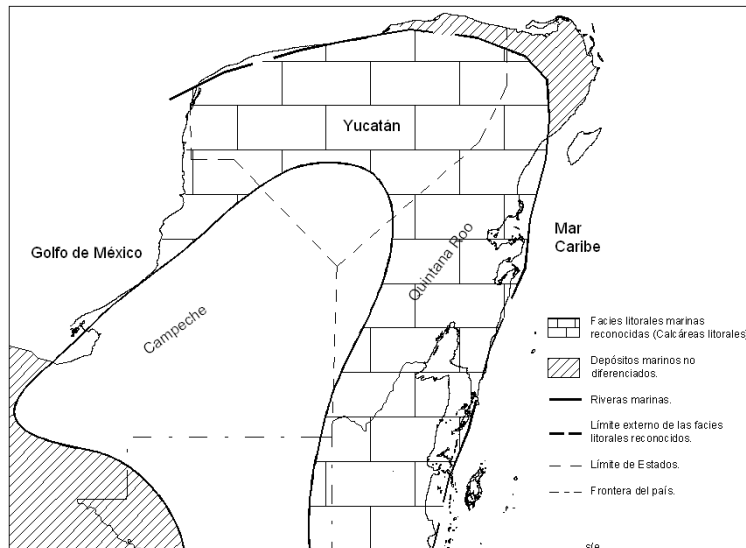 Yucatán
Golfo de México
Mar
Caribe
Quintana Roo
Campeche
Facies litorales marinas
reconocidas (Calcáreas litorales)
Depósitos marinos no
diferenciados.
Riveras marinas.
Límite externo de las facies
litorales reconocidos.
Límite de Estados.
Frontera del país.
s/e